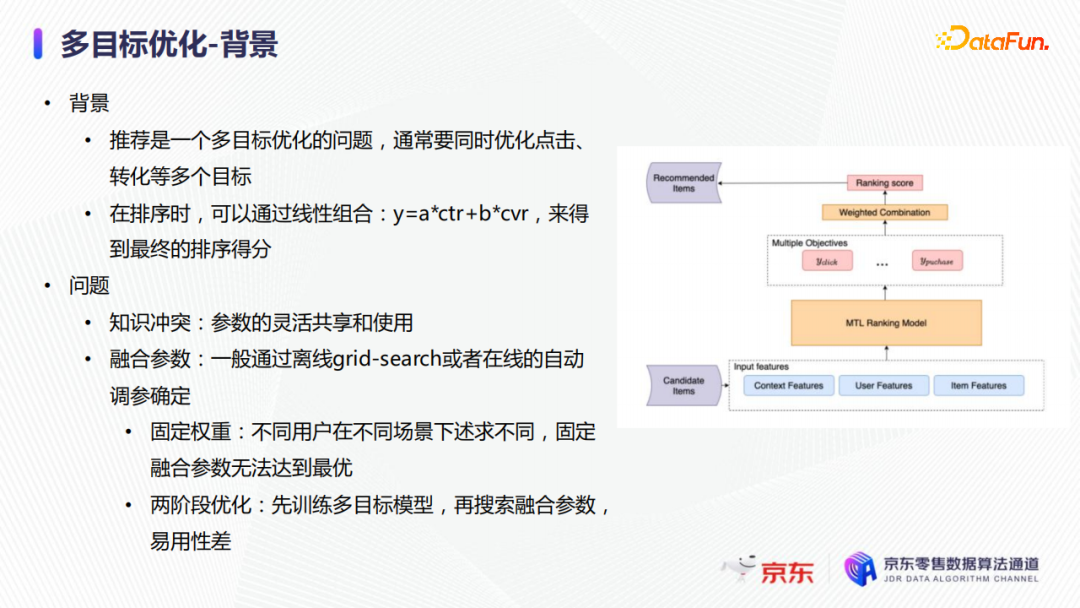 多目标优化-背景
DataFun.
• 背景
• 推荐是一个多目标优化的问题，通常要同时优化点击、
转化等多个目标
• 在排序时，可以通过线性组合：y=a*ctr+b*cvr，来得
到最终的排序得分
• 问题
• 知识冲突：参数的灵活共享和使用
• 融合参数：一般通过离线grid-search或者在线的自动
调参确定
• 固定权重：不同用户在不同场景下述求不同，固定
融合参数无法达到最优
• 两阶段优化：先训练多目标模型，再搜索融合参数，
易用性差
Recommended
Items
Ranking score
Weighted Combination
Multiple Objectives
yclick
...
ypuchase
MTL Ranking Model
Input features
Candidate
Items
Context Features
User Features
Item Features
京东
京东零售数据算法通道
JDR DATA ALGORITHM CHANNEL